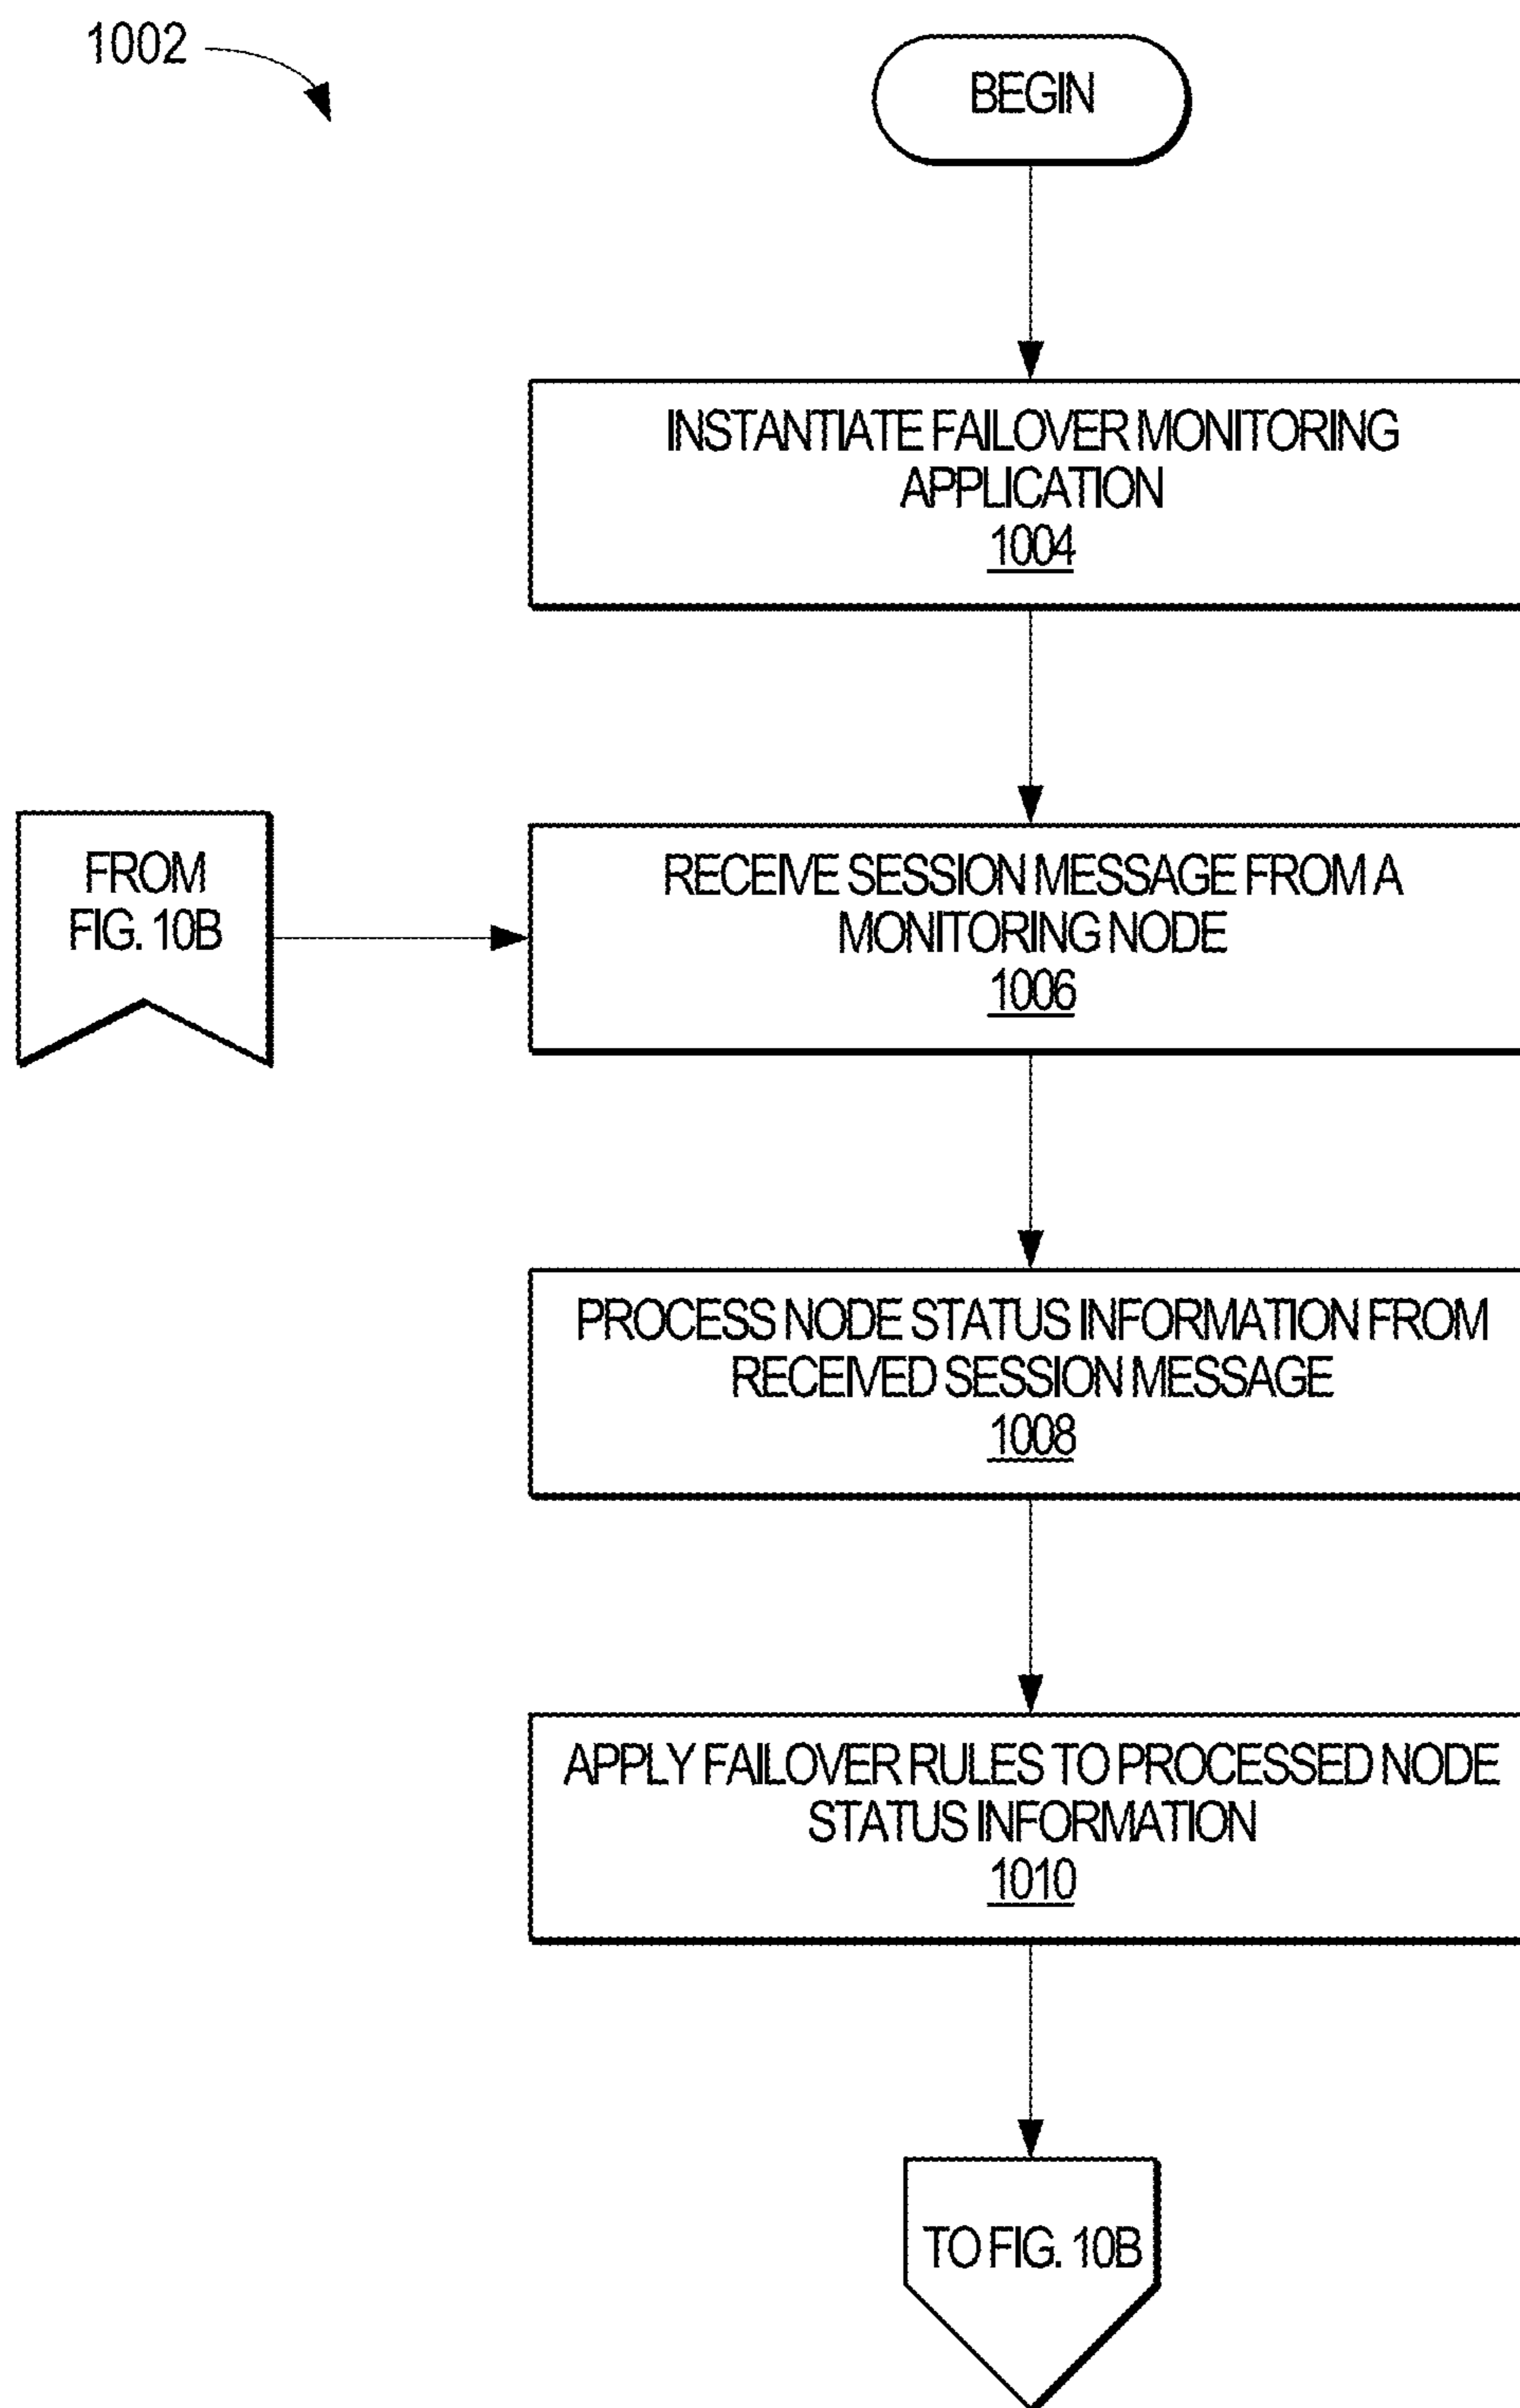 1002
BEGIN
INSTANTIATE FAILOVER MONITORING
APPLICATION
1004
FROM
FIG. 10B
RECEIVE SESSION MESSAGE FROM A
MONITORING NODE
1006
PROCESS NODE STATUS INFORMATION FROM
RECEIVED SESSION MESSAGE
1008
APPLY FAILOVER RULES TO PROCESSED NODE
STATUS INFORMATION
1010
TO FIG. 10B